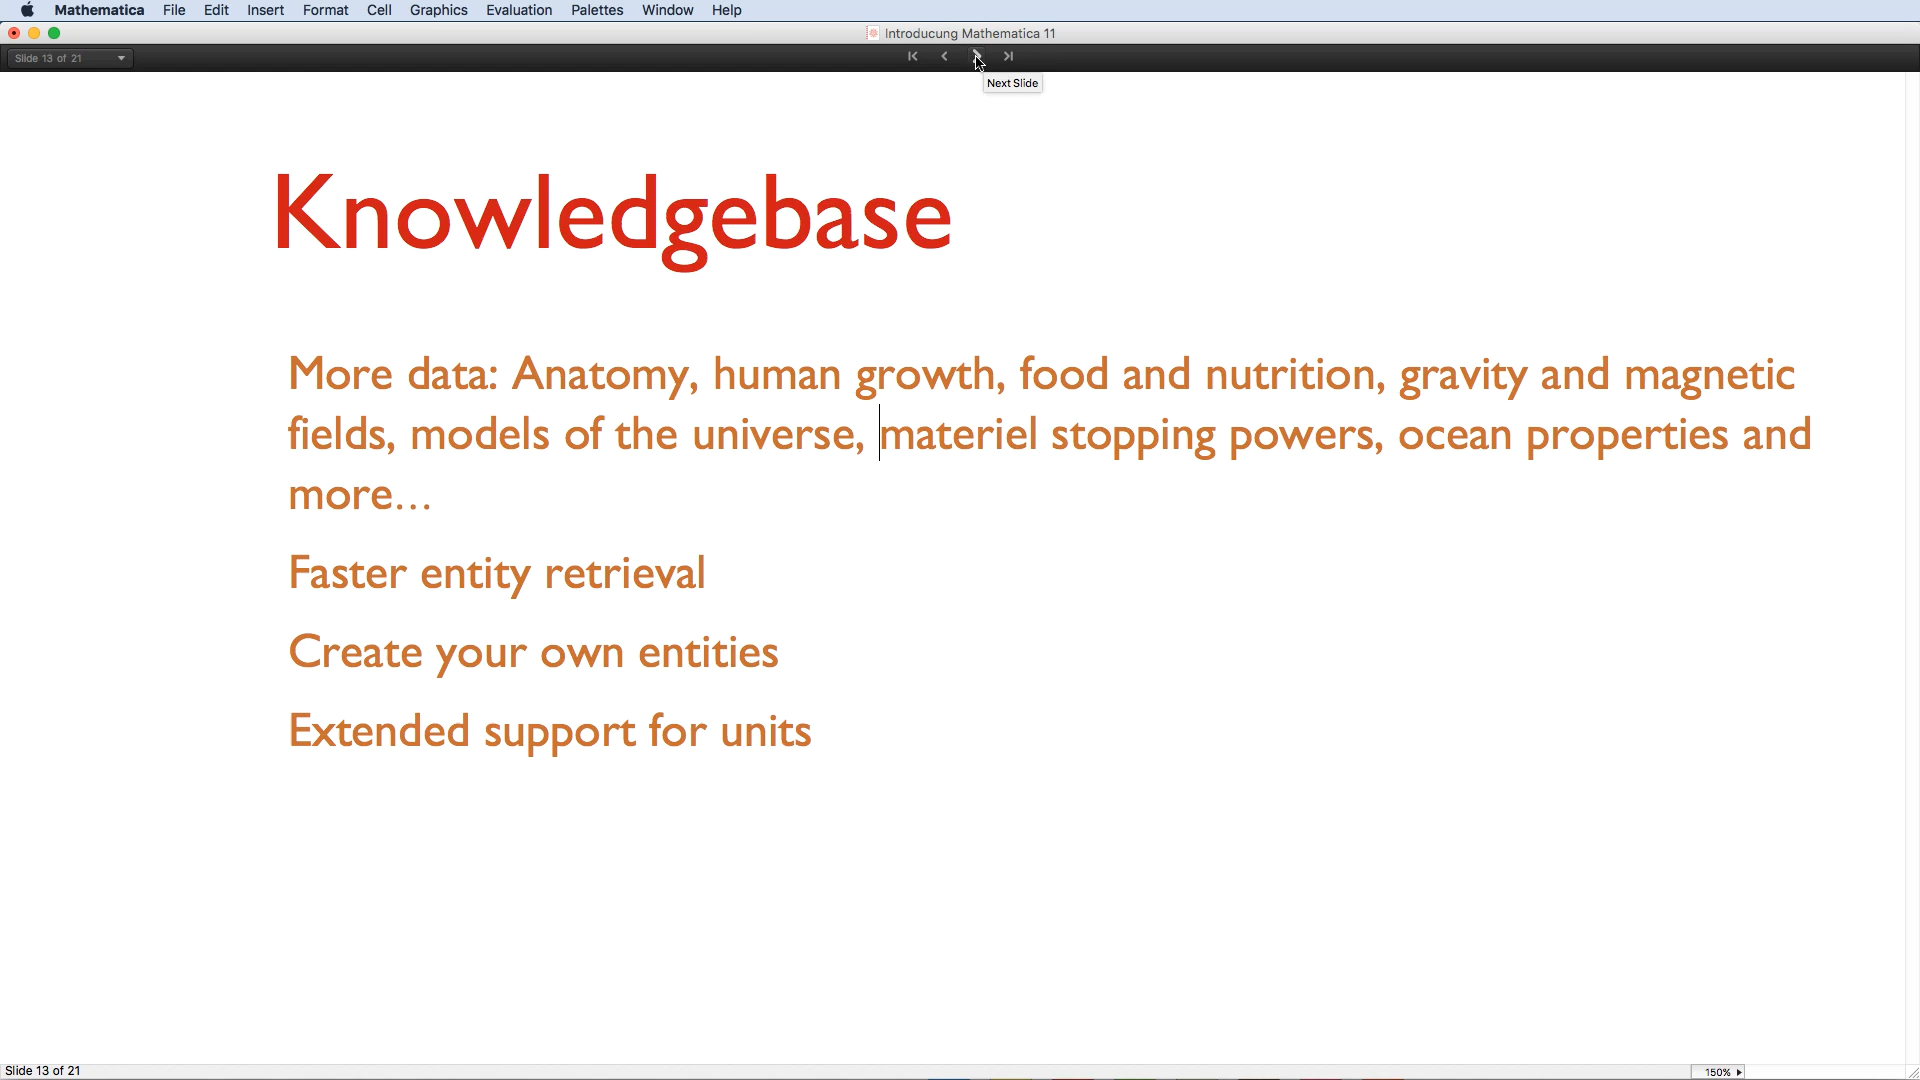 Mathematica File Edit Insert Format Cell Graphics Evaluation Palettes Window Help
Introducung Mathematica 11
Slide 13 of 21
Next Slide
Knowledgebase
More data: Anatomy, human growth, food and nutrition, gravity and magnetic
fields, models of the universe, materiel stopping powers, ocean properties and
more...
Faster entity retrieval
Create your own entities
Extended support for units
Slide 13 of 21
150%